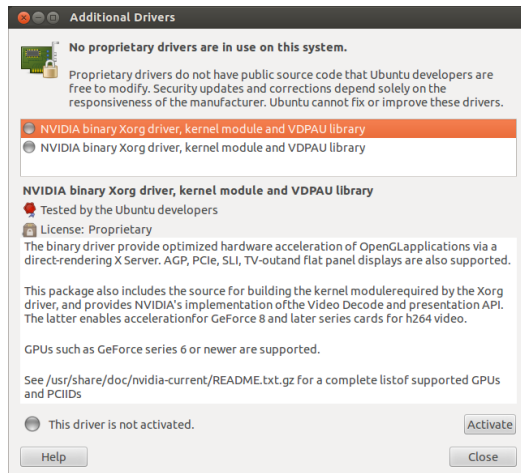 Additional Drivers
No proprietary drivers are in use on this system.
Proprietary drivers do not have public source code that Ubuntu developers are
free to modify. Security updates and corrections depend solely on the
responsiveness of the manufacturer. Ubuntu cannot fix or improve these drivers.
NVIDIA binary Xorg driver, kernel module and VDPAU library
NVIDIA binary Xorg driver, kernel module and VDPAU library
NVIDIA binary Xorg driver, kernel module and VDPAU library
Tested by the Ubuntu developers
License: Proprietary
The binary driver provide optimized hardware acceleration of OpenGLapplications via a
direct-rendering X Server. AGP, PCIe, SLI, TV-outand flat panel displays are also supported.
This package also includes the source for building the kernel modulerequired by the Xorg
driver, and provides NVIDIA's implementation ofthe Video Decode and presentation API.
The latter enables accelerationfor GeForce 8 and later series cards for h264 video.
GPUs such as GeForce series 6 or newer are supported.
See /usr/share/doc/nvidia-current/README.txt.gz for a complete listof supported GPUs
and PCIIDs
This driver is not activated.
Activate
Help
Close